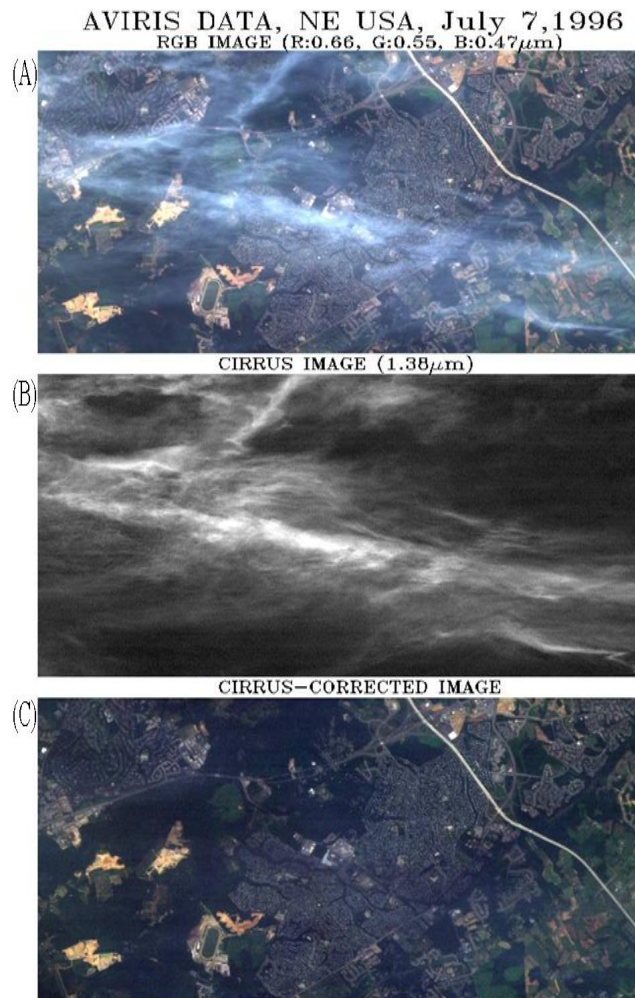 AVIRIS DATA, NE USA, July 7,1996
RGB IMAGE (R:0.66, G:0.55, B:0.47μm)
(A)
CIRRUS IMAGE (1.38μm)
(B)
CIRRUS-CORRECTED IMAGE
(C)